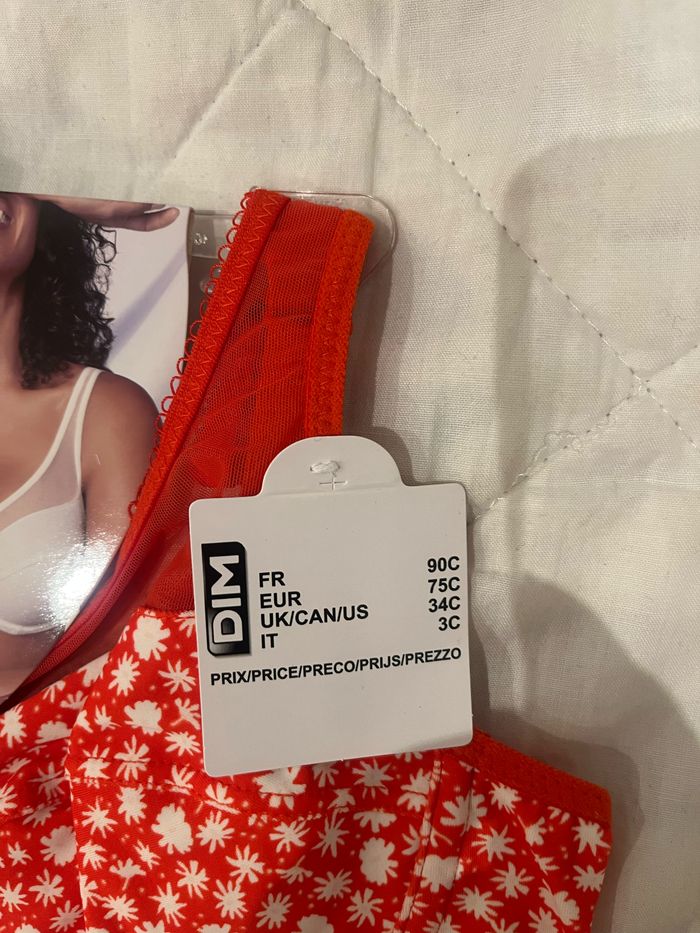 DIM
FR 90C
EUR 75C
UK/CAN/US 34C
IT 3C
PRIX/PRICE/PRECO/PRIJS/PREZZO